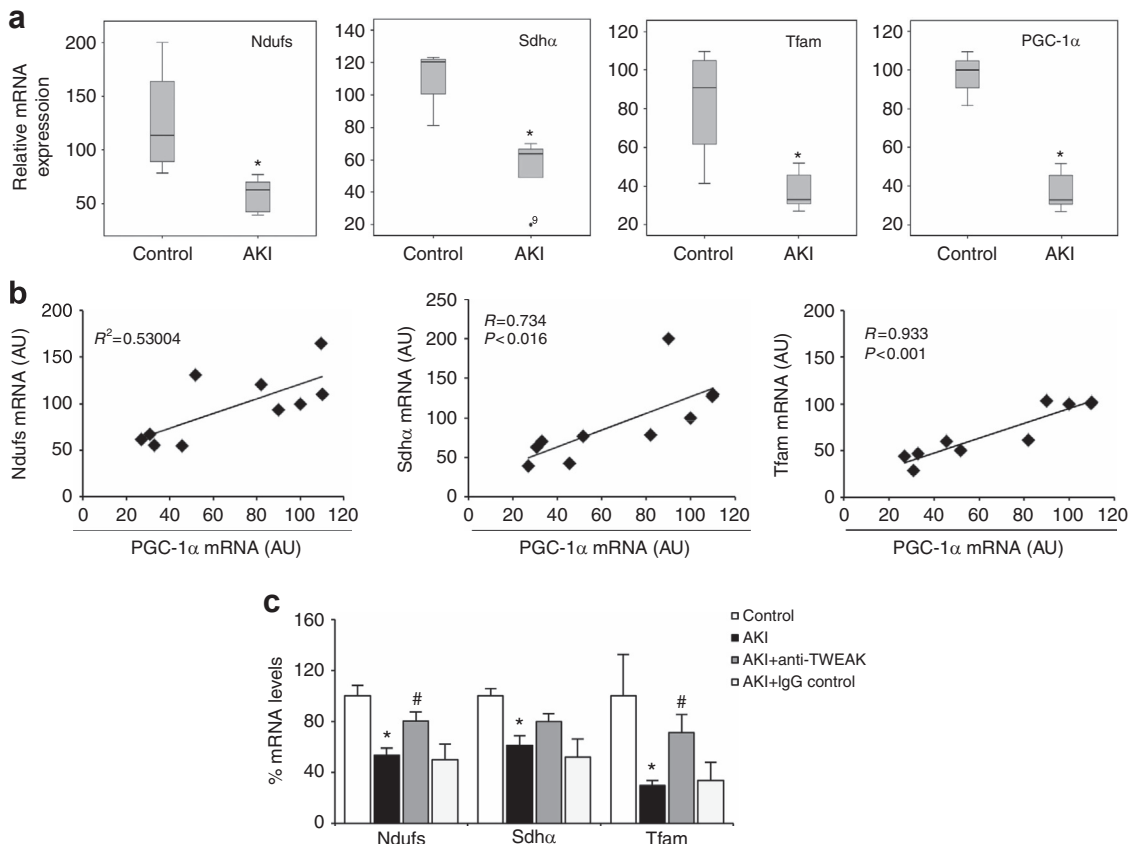 a
Relative mRNA
expressoion
200
150
100
50
Ndufs
*
Control AKI
140
120
100
80
60
40
20
Sdhα
*
9
Control AKI
120
100
80
60
40
20
Tfam
*
Control AKI
120
100
80
60
40
20
PGC-1α
*
Control AKI
b
Ndufs mRNA (AU)
200
150
100
50
0
R²=0.53004
0 20 40 60 80 100 120
PGC-1α mRNA (AU)
Sdhα mRNA (AU)
250
200
150
100
50
0
R=0.734
P<0.016
0 20 40 60 80 100 120
PGC-1α mRNA (AU)
Tfam mRNA (AU)
200
150
100
50
0
R=0.933
P<0.001
0 20 40 60 80 100 120
PGC-1α mRNA (AU)
c
% mRNA levels
160
120
80
40
0
* #
*
* #
Ndufs Sdhα Tfam
Control
AKI
AKI+anti-TWEAK
AKI+IgG control